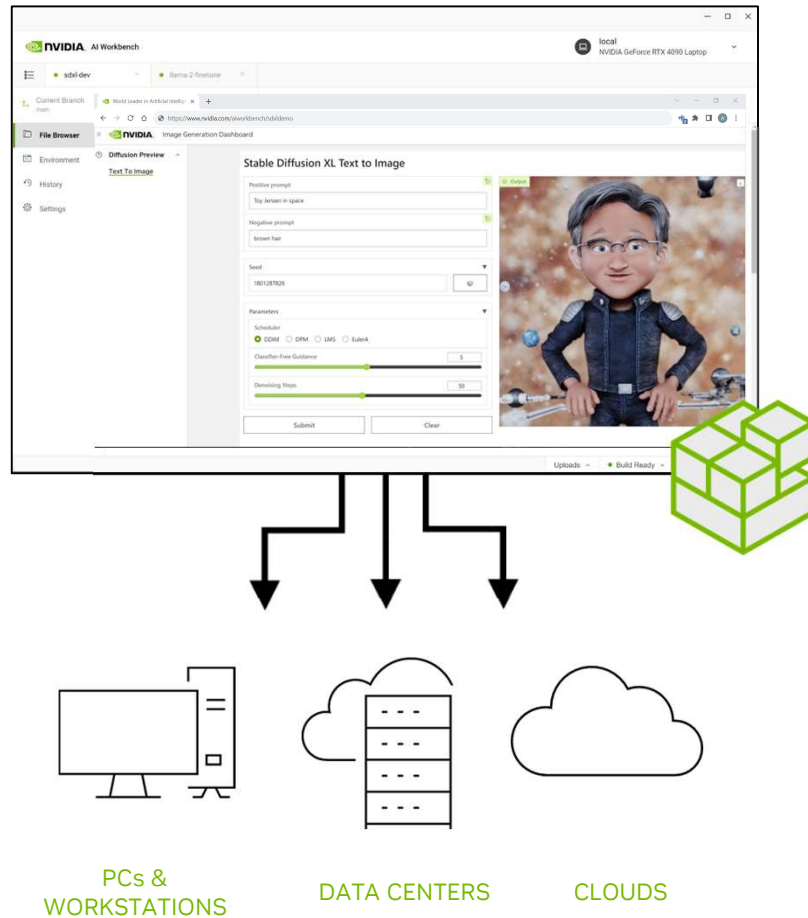 NVIDIA. AI Workbench
local
NVIDIA GeForce RTX 4090 Laptop
sdxl-dev
llama-2-finetune
Current Branch
main
World Leader in Artificial Intellig
https://www.nvidia.com/aiworkbench/sdxldemo
File Browser
NVIDIA. Image Generation Dashboard
Environment
History
Settings
Diffusion Preview
Text To Image
Stable Diffusion XL Text to Image
Positive prompt
Toy Jensen in space
Negative prompt
brown hair
Seed
1801287826
Parameters
Scheduler
DDIM DPM LMS EulerA
Classifier-Free Guidance 5
Denoising Steps 50
Submit Clear
Output
Uploads Build Ready
PCs &
WORKSTATIONS
DATA CENTERS
CLOUDS